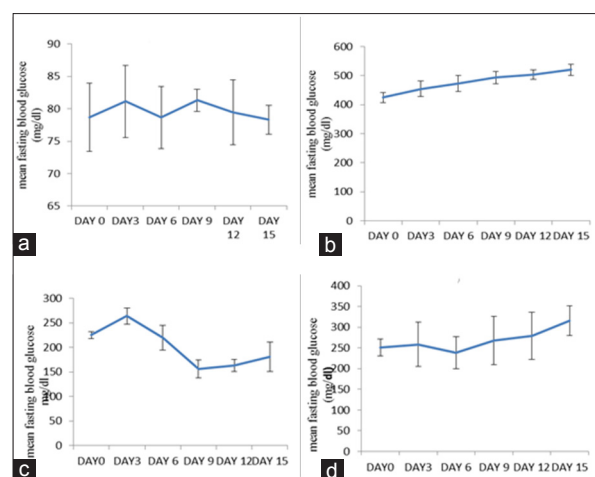 mean fasting blood glucose
(mg/dl)
90
85
80
75
70
65
DAY 0 DAY3 DAY 6 DAY 9 DAY DAY
12 15
a
mean fasting blood glucose
(mg/dl)
600
500
400
300
200
100
0
DAY 0 DAY3 DAY 6 DAY 9 DAY 12 DAY 15
b
mean fasting blood glucose
mg/dl)
300
250
200
150
100
50
0
DAY0 DAY3 DAY 6 DAY 9 DAY 12 DAY 15
c
mean fasting blood glucose
(mg/dl)
400
350
300
250
200
150
100
50
0
DAY0 DAY3 DAY 6 DAY 9 DAY 12 DAY 15
d